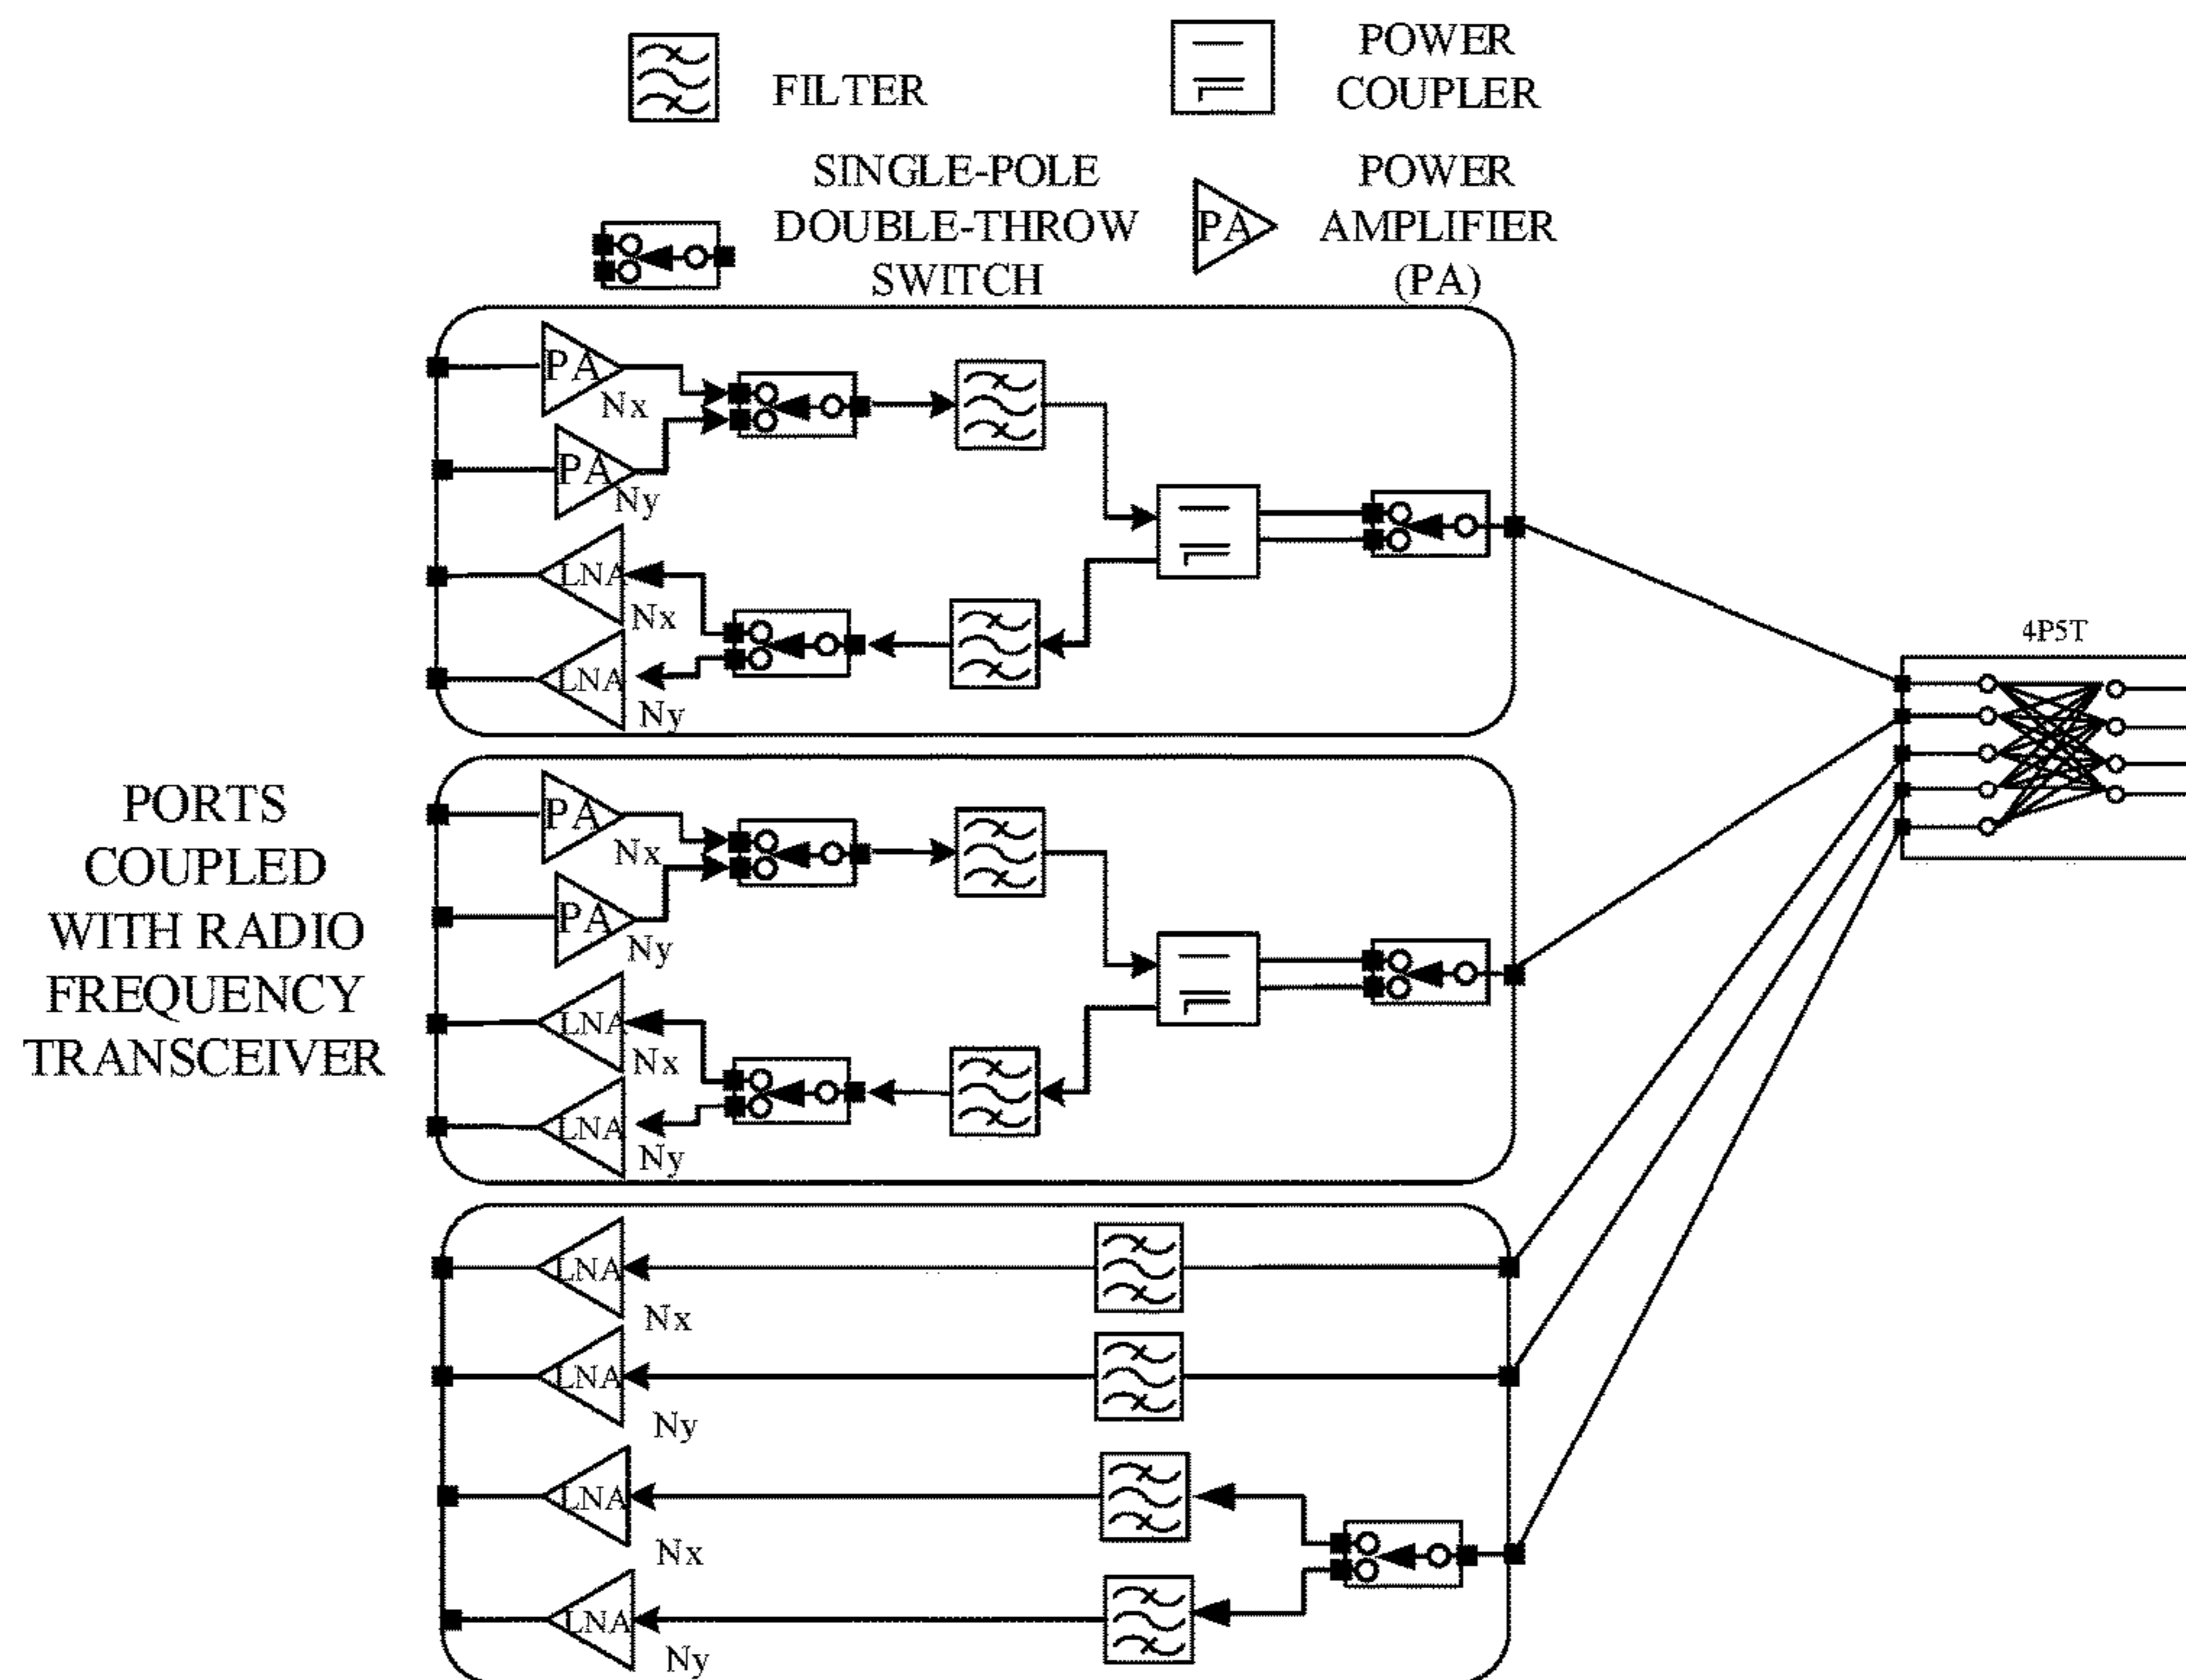 FILTER
POWER
COUPLER
SINGLE-POLE
DOUBLE-THROW
SWITCH
PA
POWER
AMPLIFIER
(PA)
PA
Nx
PA
Ny
LNA
Nx
LNA
Ny
4P5T
PORTS
COUPLED
WITH RADIO
FREQUENCY
TRANSCEIVER
PA
Nx
PA
Ny
LNA
Nx
LNA
Ny
LNA
Nx
LNA
Ny
LNA
Nx
LNA
Ny